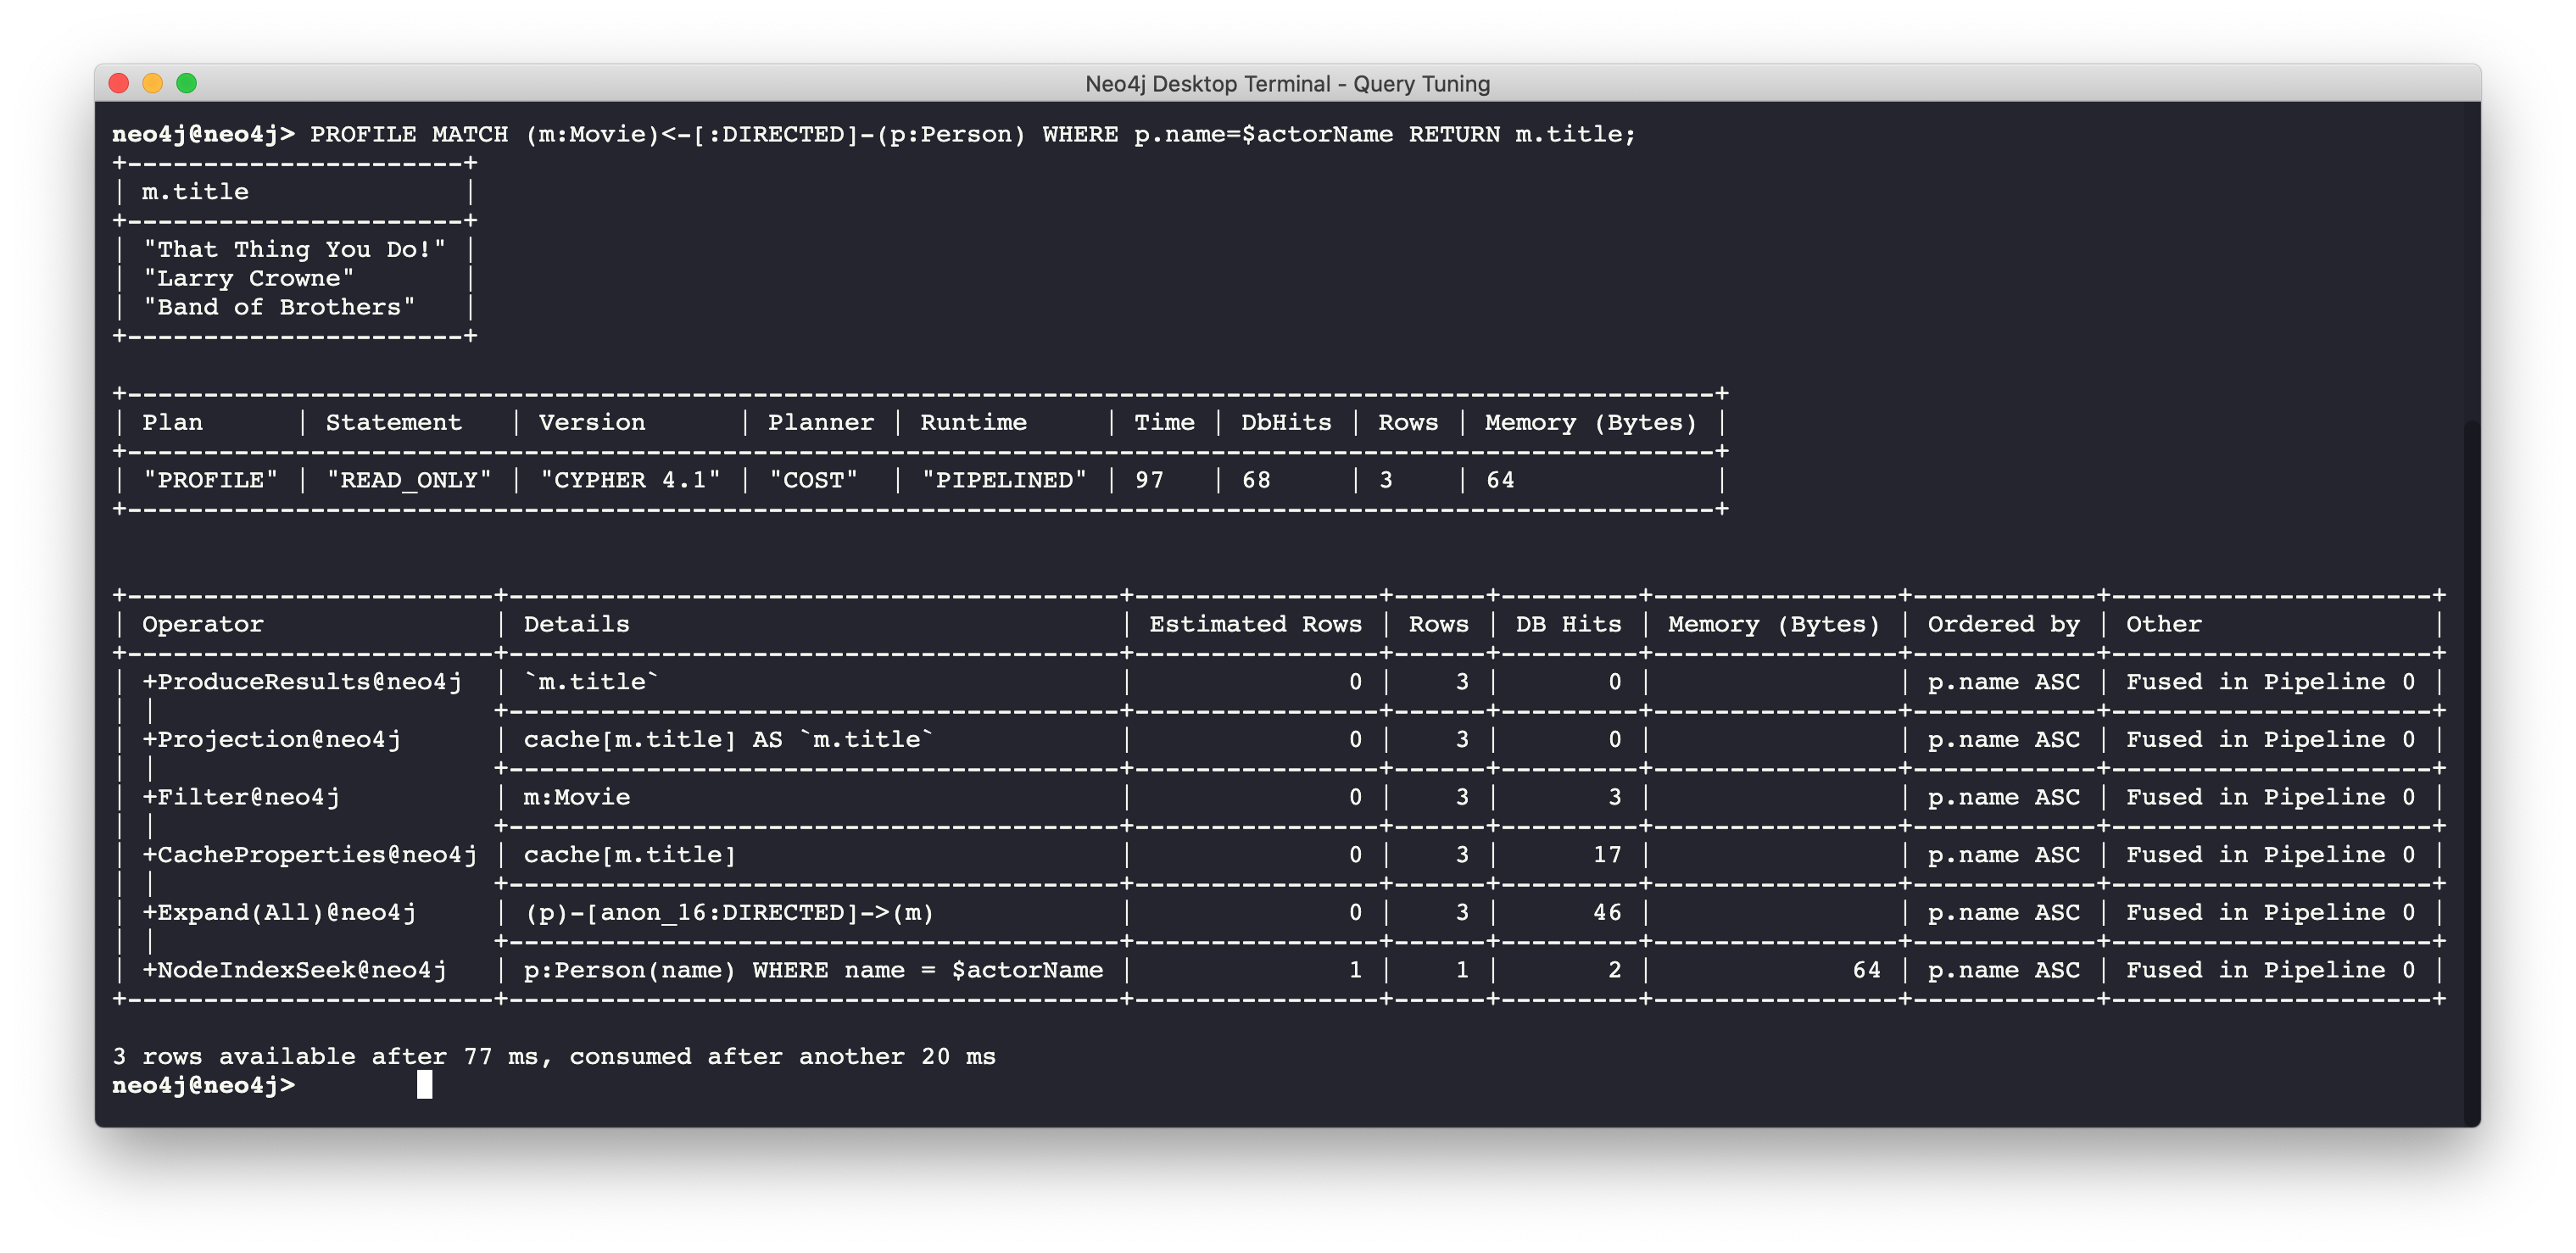 Neo4j Desktop Terminal - Query Tuning
neo4j@neo4j> PROFILE MATCH (m:Movie)<-[:DIRECTED]-(p:Person) WHERE p.name=$actorName RETURN m.title;
+----------------------+
| m.title              |
+----------------------+
| "That Thing You Do!" |
| "Larry Crowne"       |
| "Band of Brothers"   |
+----------------------+
+--------------------------------------------------------------------------------------------------------+
| Plan      | Statement   | Version      | Planner | Runtime     | Time | DbHits | Rows | Memory (Bytes) |
+--------------------------------------------------------------------------------------------------------+
| "PROFILE" | "READ_ONLY" | "CYPHER 4.1" | "COST"  | "PIPELINED" | 97   | 68     | 3    | 64             |
+--------------------------------------------------------------------------------------------------------+
+------------------------+----------------------------------------+----------------+------+---------+----------------+------------+---------------------+
| Operator               | Details                                | Estimated Rows | Rows | DB Hits | Memory (Bytes) | Ordered by | Other               |
+------------------------+----------------------------------------+----------------+------+---------+----------------+------------+---------------------+
| +ProduceResults@neo4j  | `m.title`                              |              0 |    3 |       0 |                | p.name ASC | Fused in Pipeline 0 |
| |                      +----------------------------------------+----------------+------+---------+----------------+------------+---------------------+
| +Projection@neo4j      | cache[m.title] AS `m.title`            |              0 |    3 |       0 |                | p.name ASC | Fused in Pipeline 0 |
| |                      +----------------------------------------+----------------+------+---------+----------------+------------+---------------------+
| +Filter@neo4j          | m:Movie                                |              0 |    3 |       3 |                | p.name ASC | Fused in Pipeline 0 |
| |                      +----------------------------------------+----------------+------+---------+----------------+------------+---------------------+
| +CacheProperties@neo4j | cache[m.title]                         |              0 |    3 |      17 |                | p.name ASC | Fused in Pipeline 0 |
| |                      +----------------------------------------+----------------+------+---------+----------------+------------+---------------------+
| +Expand(All)@neo4j     | (p)-[anon_16:DIRECTED]->(m)            |              0 |    3 |      46 |                | p.name ASC | Fused in Pipeline 0 |
| |                      +----------------------------------------+----------------+------+---------+----------------+------------+---------------------+
| +NodeIndexSeek@neo4j   | p:Person(name) WHERE name = $actorName |              1 |    1 |       2 |             64 | p.name ASC | Fused in Pipeline 0 |
+------------------------+----------------------------------------+----------------+------+---------+----------------+------------+---------------------+
3 rows available after 77 ms, consumed after another 20 ms
neo4j@neo4j>